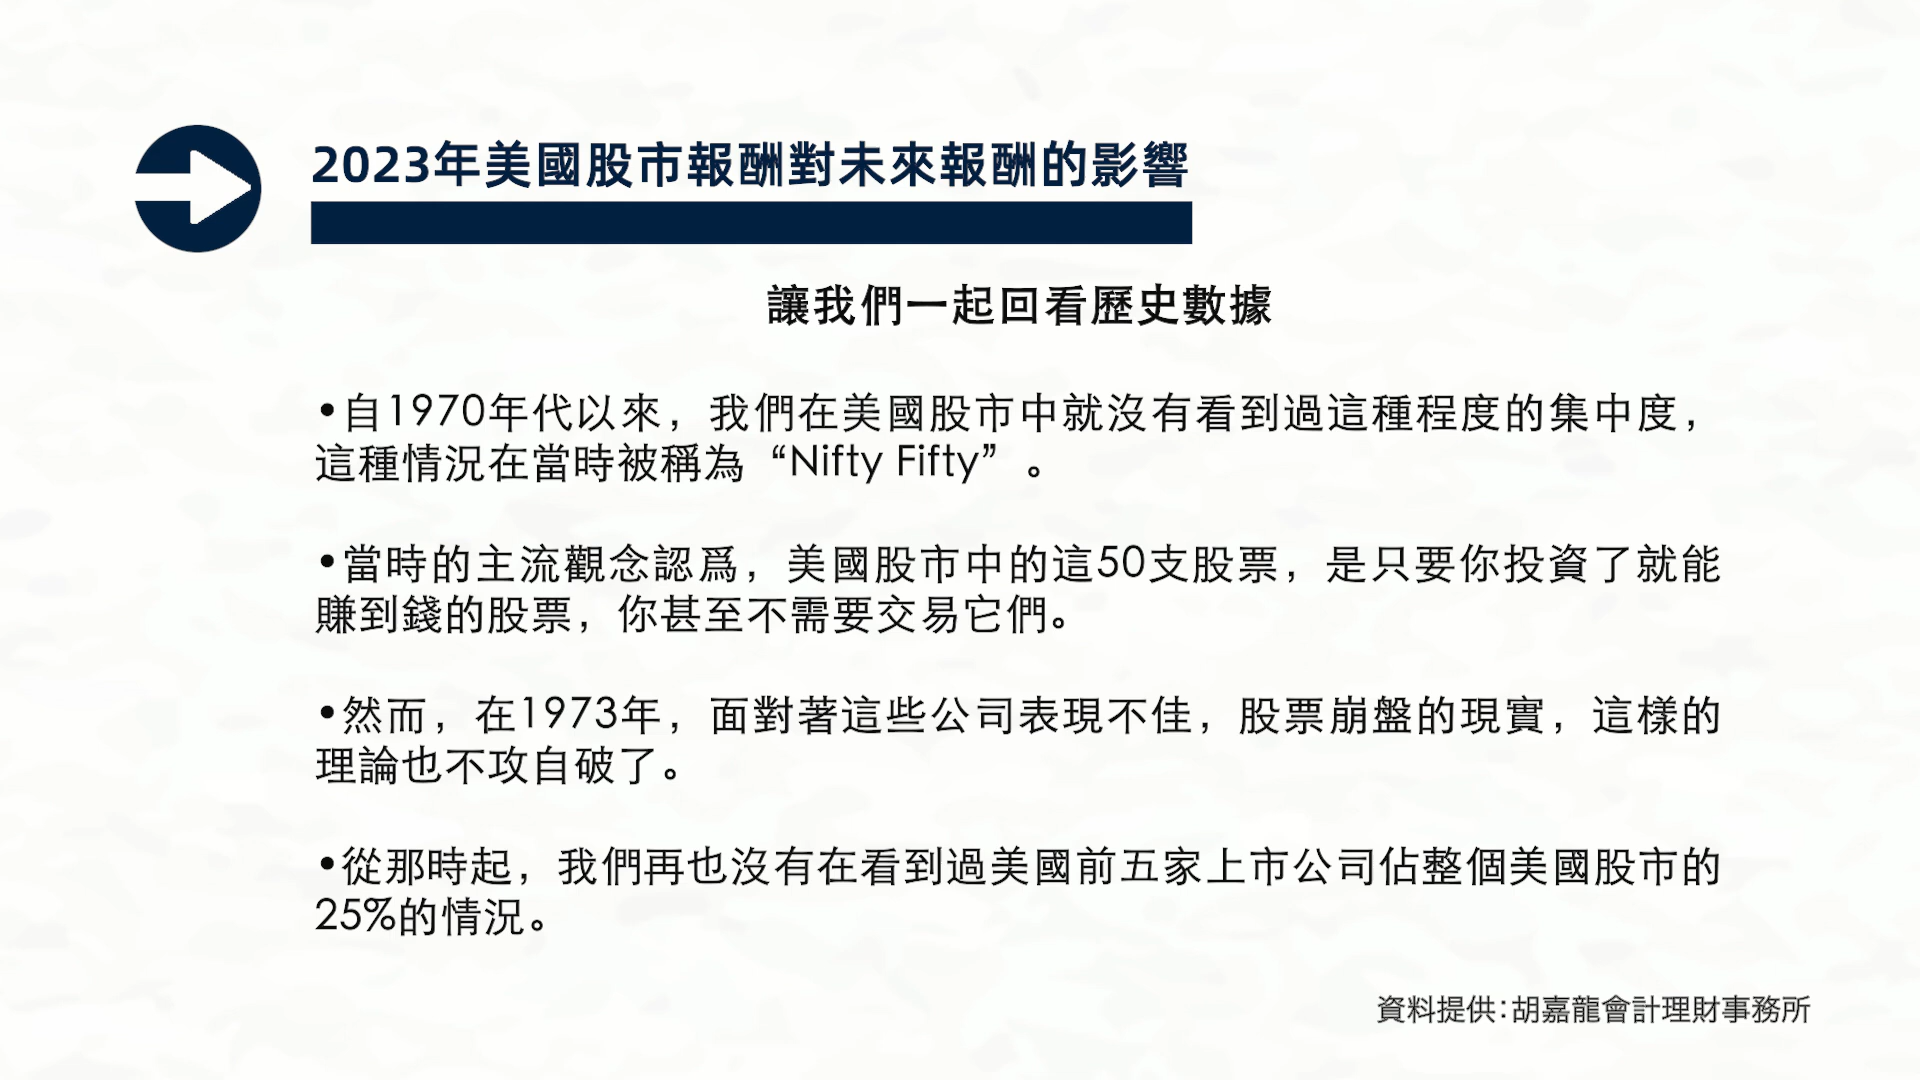 2023年美國股市報酬對未來報酬的影響
讓我們一起回看歷史數據
•自1970年代以來，我們在美國股市中就沒有看到過這種程度的集中度，
這種情況在當時被稱為“Nifty Fifty”。
•當時的主流觀念認爲，美國股市中的這50支股票，是只要你投資了就能
賺到錢的股票，你甚至不需要交易它們。
•然而，在1973年，面對著這些公司表現不佳，股票崩盤的現實，這樣的
理論也不攻自破了。
•從那時起，我們再也沒有在看到過美國前五家上市公司佔整個美國股市的
25%的情況。
資料提供:胡嘉龍會計理財事務所